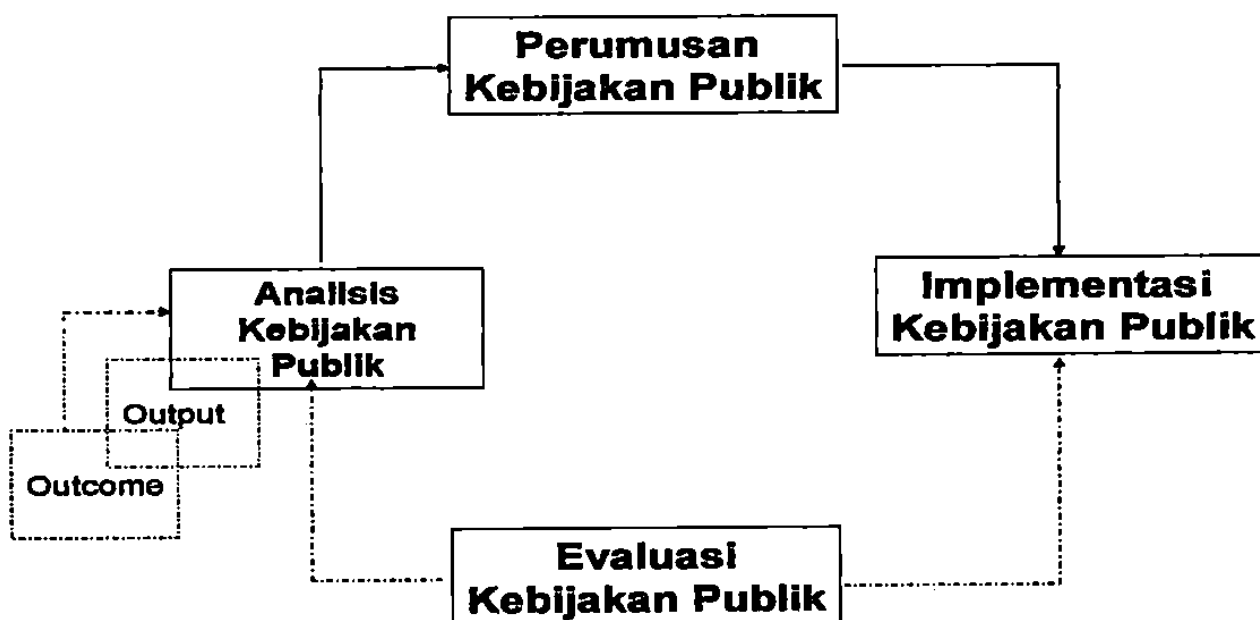 Perumusan
Kebijakan Publik
Analisis
Kebijakan
Publik
Implementasi
Kebijakan Publik
Output
Outcome
Evaluasi
Kebijakan Publik